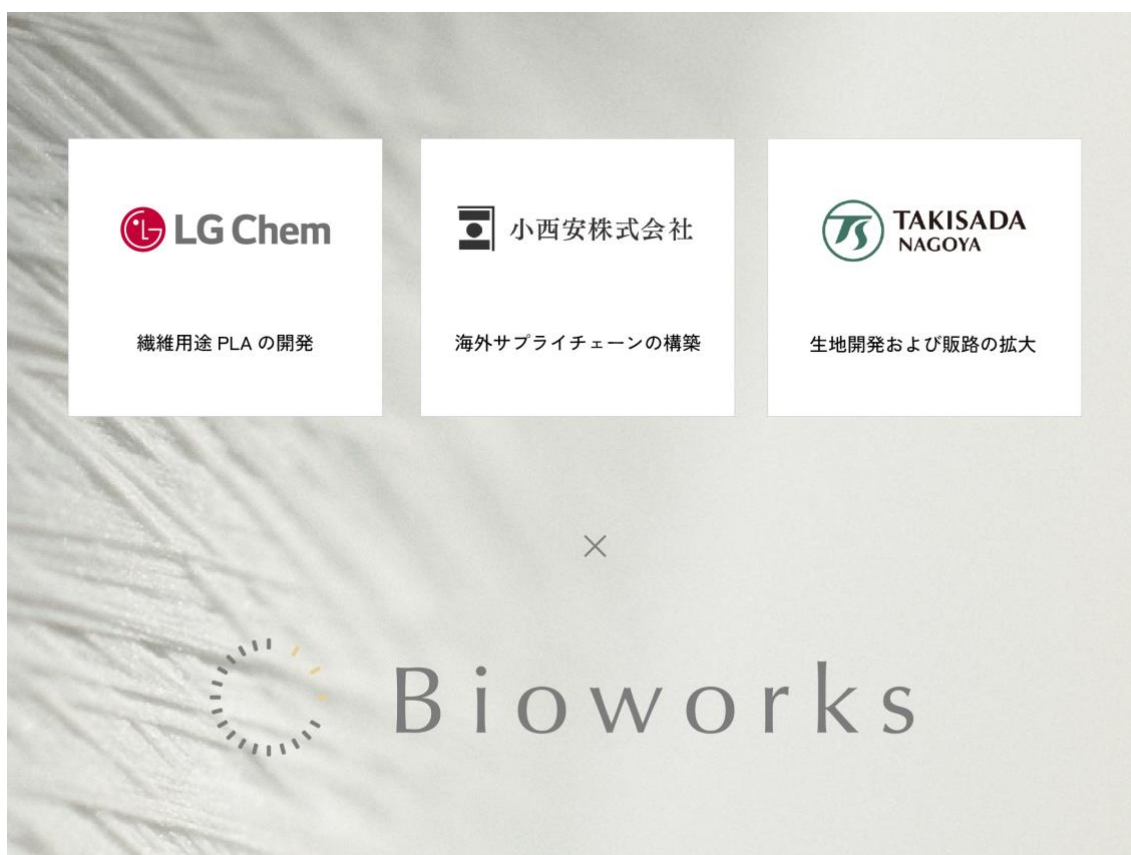 LG Chem
繊維用途 PLA の開発
小西安株式会社
海外サプライチェーンの構築
TAKISADA
NAGOYA
生地開発および販路の拡大
×
Bioworks